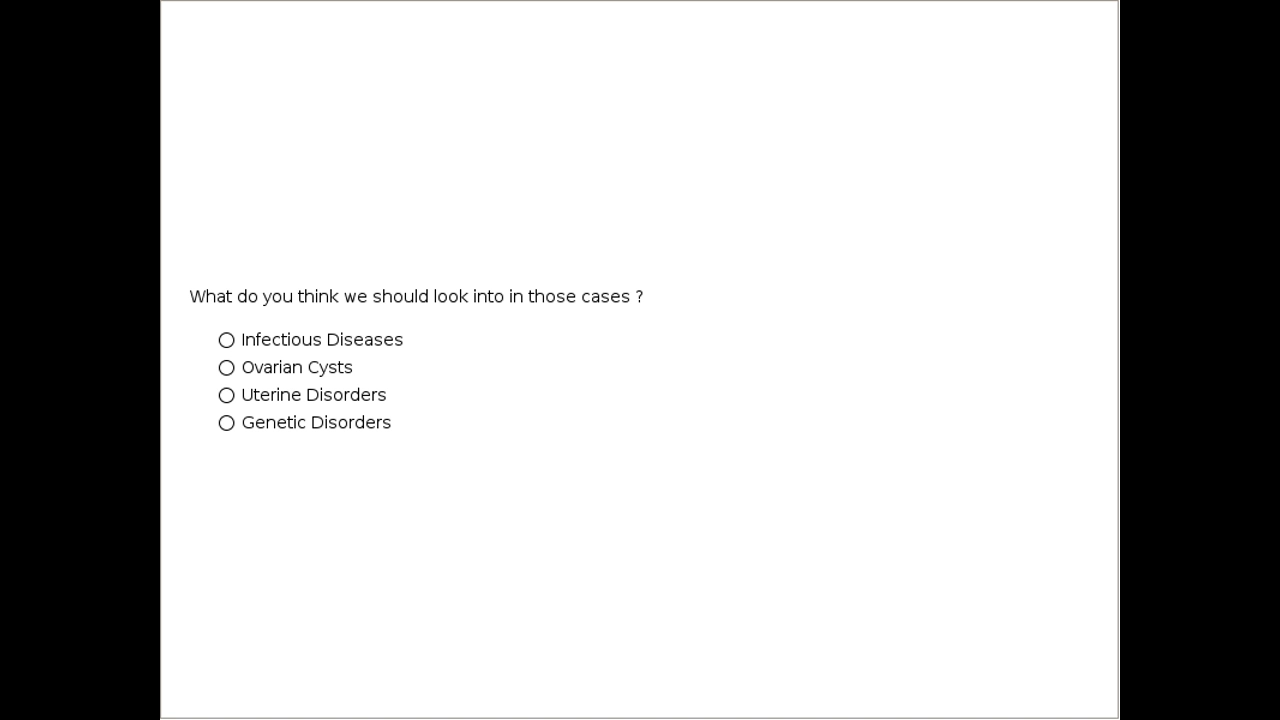 What do you think we should look into in those cases ?
Infectious Diseases
Ovarian Cysts
Uterine Disorders
Genetic Disorders